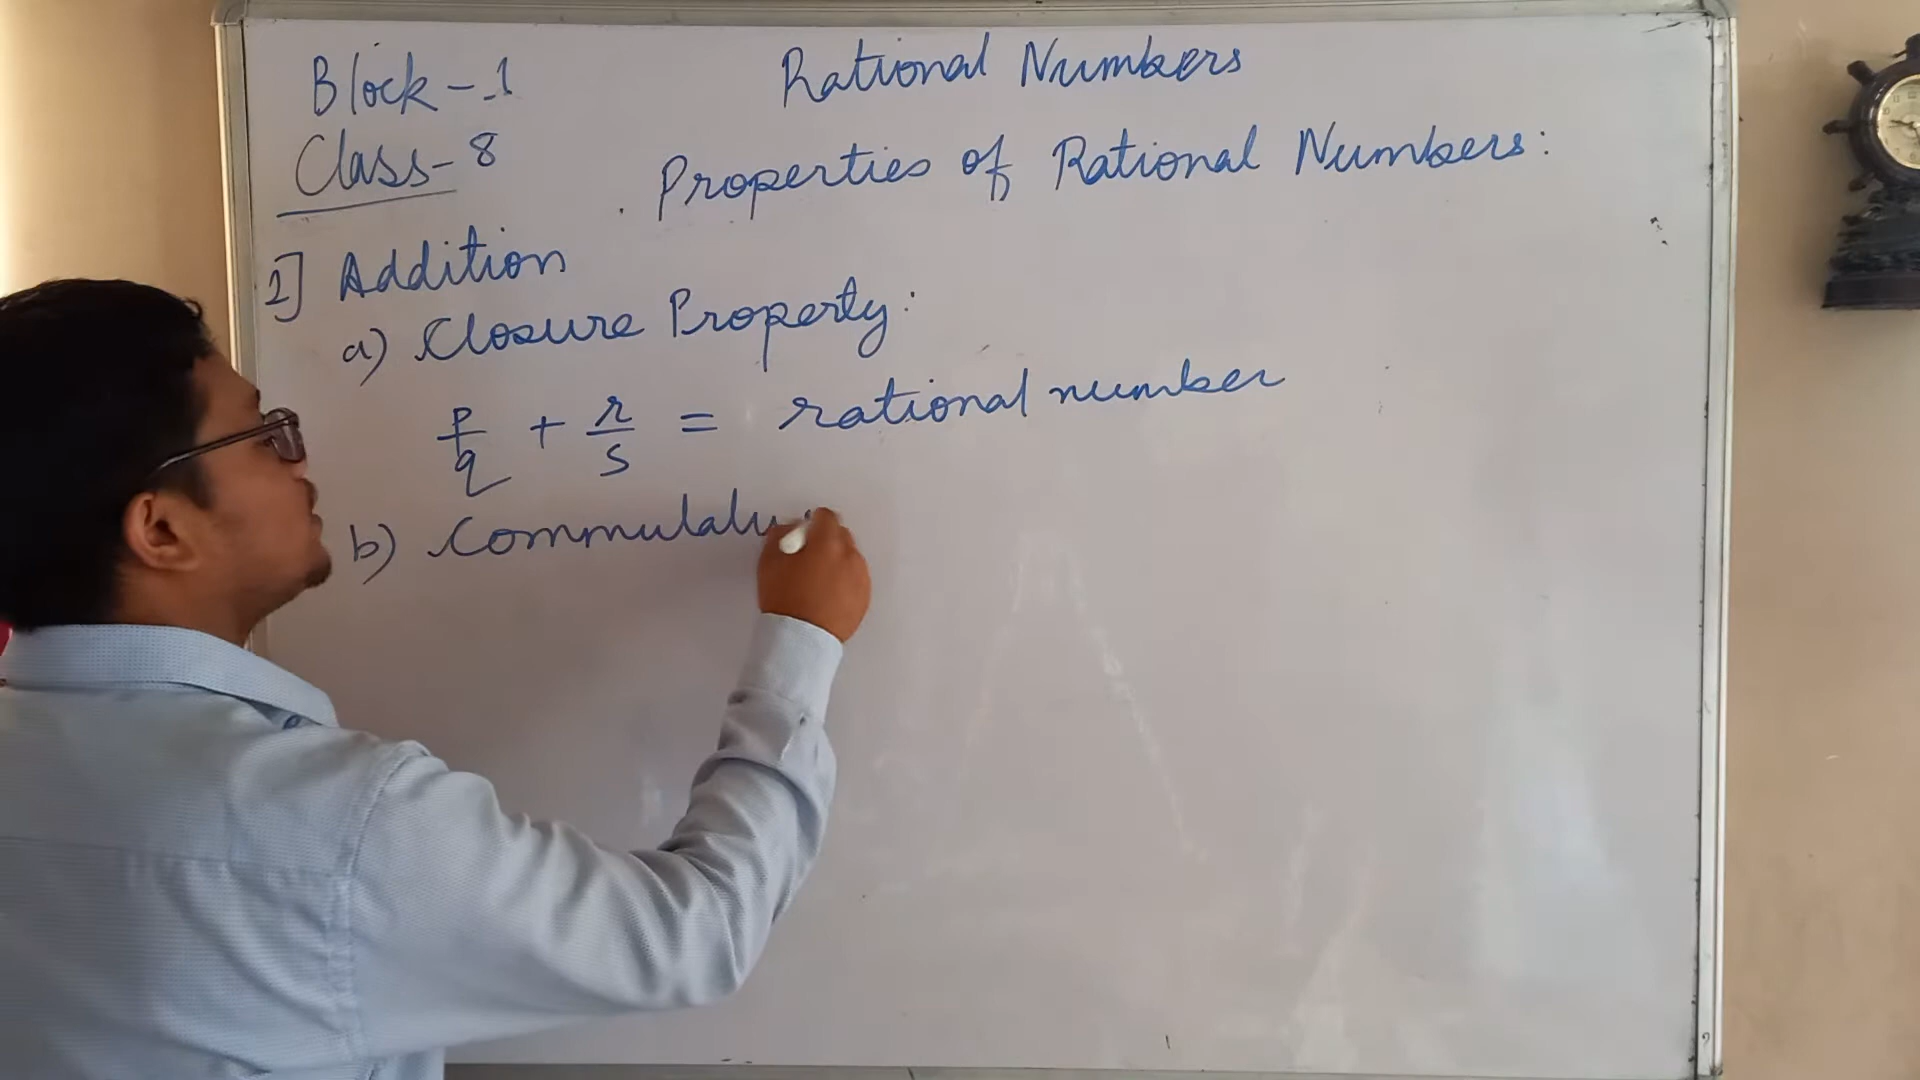 Block-1
Rational Numbers
Class-8
Properties of Rational Numbers:
1] Addition
a) Closure Property:
p/q + r/s = rational number
b)